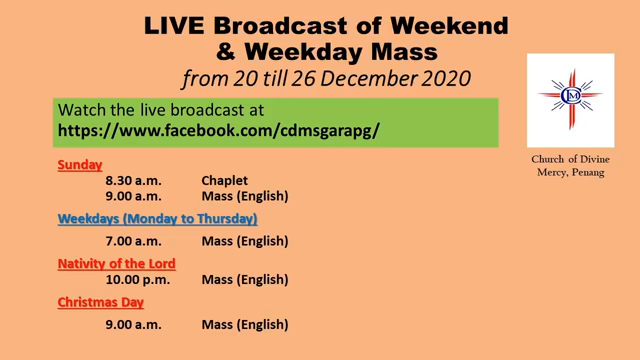 LIVE Broadcast of Weekend
& Weekday Mass
from 20 till 26 December 2020
Watch the live broadcast at
https://www.facebook.com/cdmsgarapg/
CDM
Church of Divine
Mercy, Penang
Sunday
8.30 a.m. Chaplet
9.00 a.m. Mass (English)
Weekdays (Monday to Thursday)
7.00 a.m. Mass (English)
Nativity of the Lord
10.00 p.m. Mass (English)
Christmas Day
9.00 a.m. Mass (English)